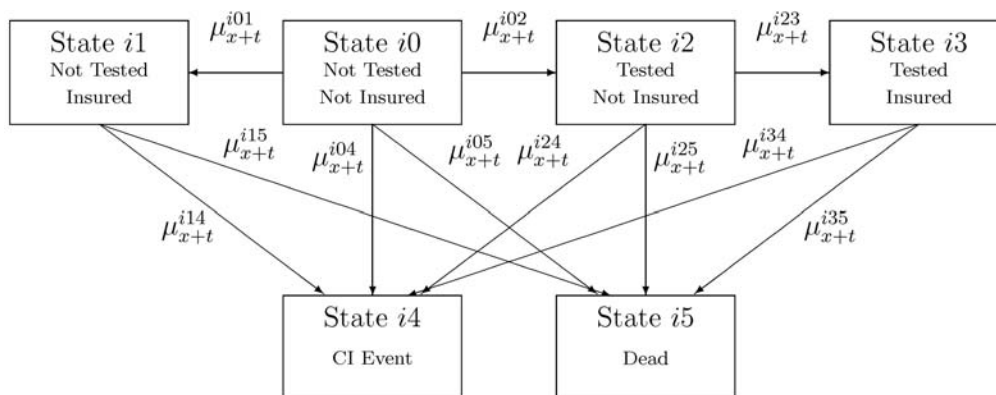 State i1
Not Tested
Insured
μ^{i01}_{x+t}
State i0
Not Tested
Not Insured
μ^{i02}_{x+t}
State i2
Tested
Not Insured
μ^{i23}_{x+t}
State i3
Tested
Insured
μ^{i15}_{x+t}
μ^{i04}_{x+t}
μ^{i05}_{x+t}
μ^{i24}_{x+t}
μ^{i25}_{x+t}
μ^{i34}_{x+t}
μ^{i14}_{x+t}
μ^{i35}_{x+t}
State i4
CI Event
State i5
Dead